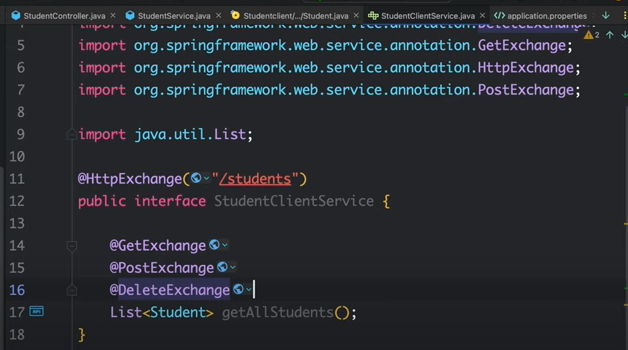 StudentController.java StudentService.java Studentclient/.../Student.java StudentClientService.java application.properties
4 import org.springframework.web.service.annotation.DeleteExchange;
2
5 import org.springframework.web.service.annotation.GetExchange;
6 import org.springframework.web.service.annotation.HttpExchange;
7 import org.springframework.web.service.annotation.PostExchange;
8
9 import java.util.List;
10
11 @HttpExchange("/students")
12 public interface StudentClientService {
13
14 @GetExchange
15 @PostExchange
16 @DeleteExchange
17 API List<Student> getAllStudents();
18 }